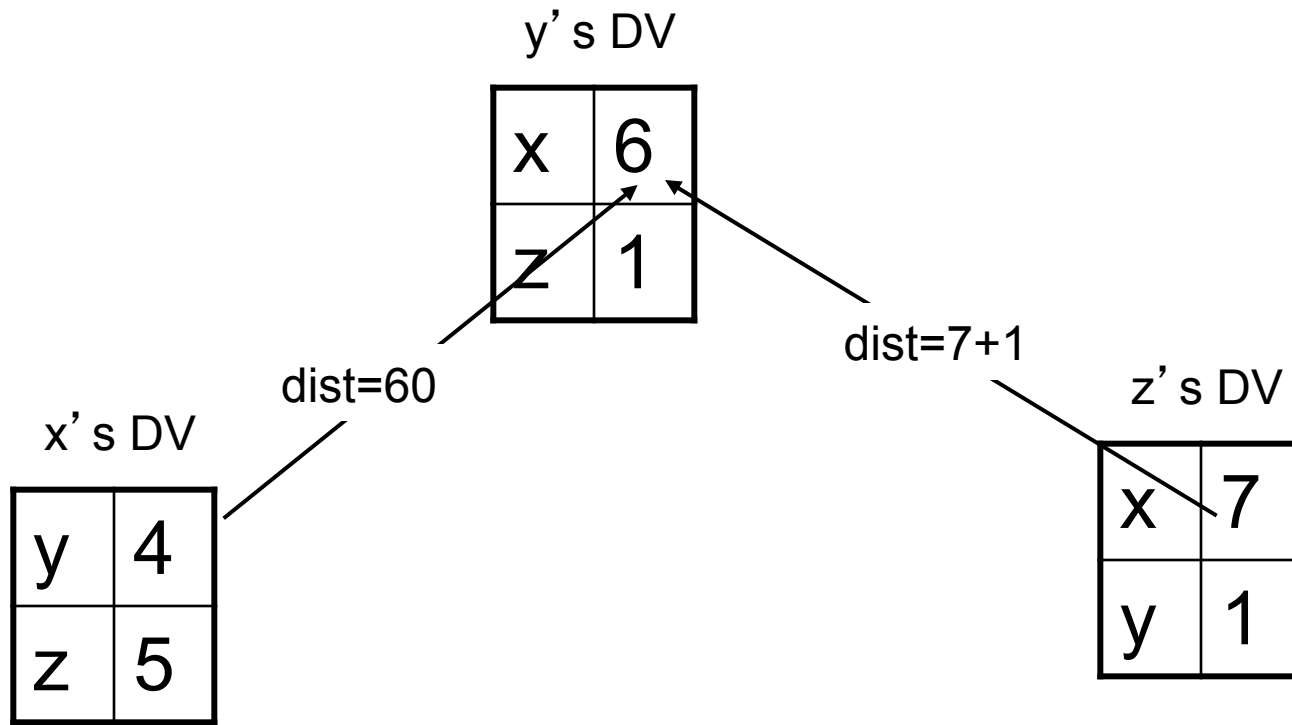 y's DV
x 6
z 1
dist=60
dist=7+1
x's DV
y 4
z 5
z's DV
x 7
y 1